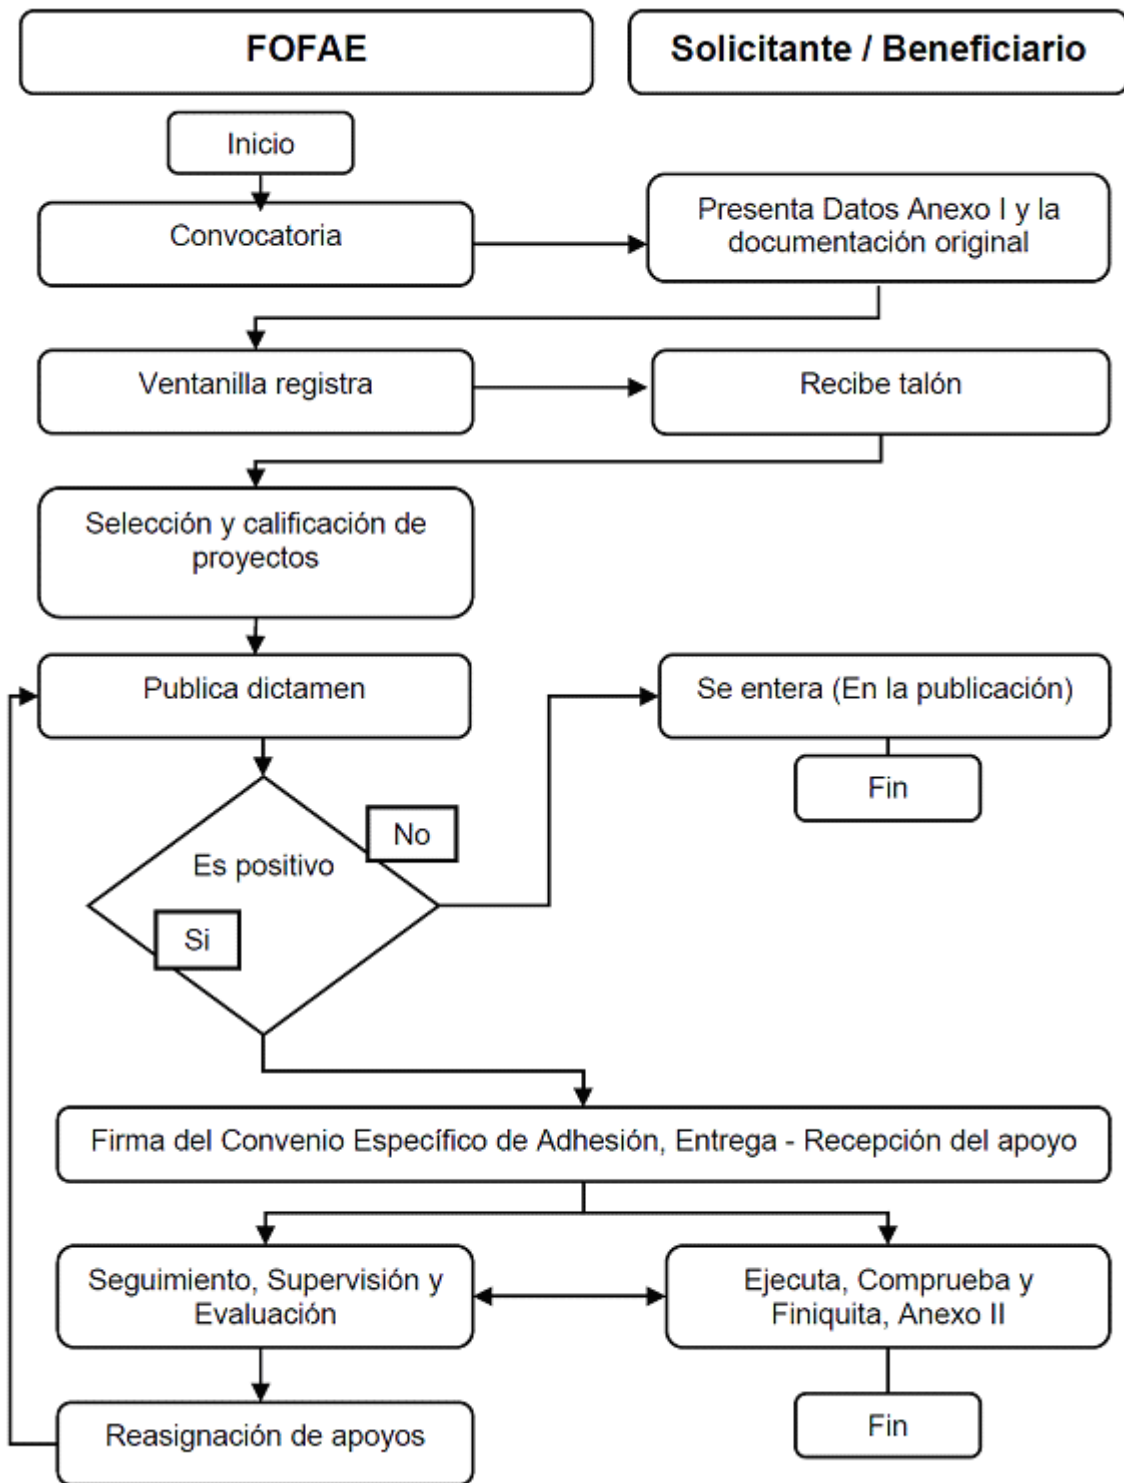 FOFAE
Solicitante / Beneficiario
Inicio
Convocatoria
Presenta Datos Anexo I y la
documentación original
Ventanilla registra
Recibe talón
Selección y calificación de
proyectos
Publica dictamen
Se entera (En la publicación)
Fin
No
Es positivo
Si
Firma del Convenio Específico de Adhesión, Entrega - Recepción del apoyo
Seguimiento, Supervisión y
Evaluación
Ejecuta, Comprueba y
Finiquita, Anexo II
Reasignación de apoyos
Fin